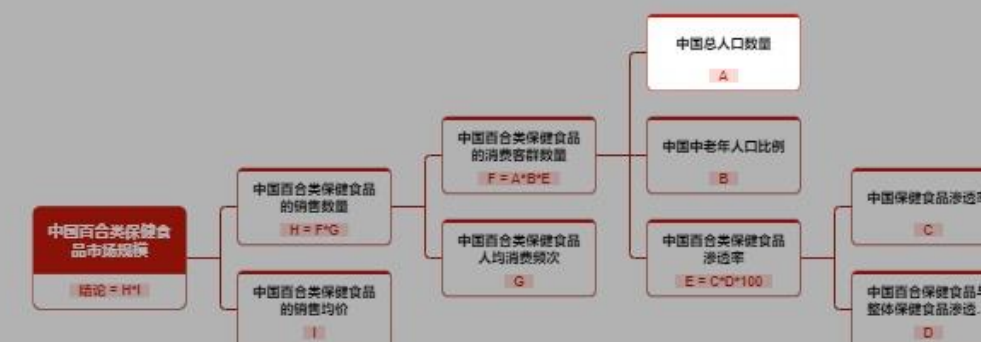 中国总人口数量
A
中国百合类保健食品
的消费客群数量
F = A*B*E
中国中老年人口比例
B
中国百合类保健食品
的销售数量
H = F*G
中国保健食品渗透率
C
中国百合类保健食
品市场规模
结论 = H*I
中国百合类保健食品
人均消费频次
G
中国百合类保健食品
渗透率
E = C*D*100
中国百合类保健食品
的销售均价
I
中国百合保健食品与
整体保健食品渗透...
D